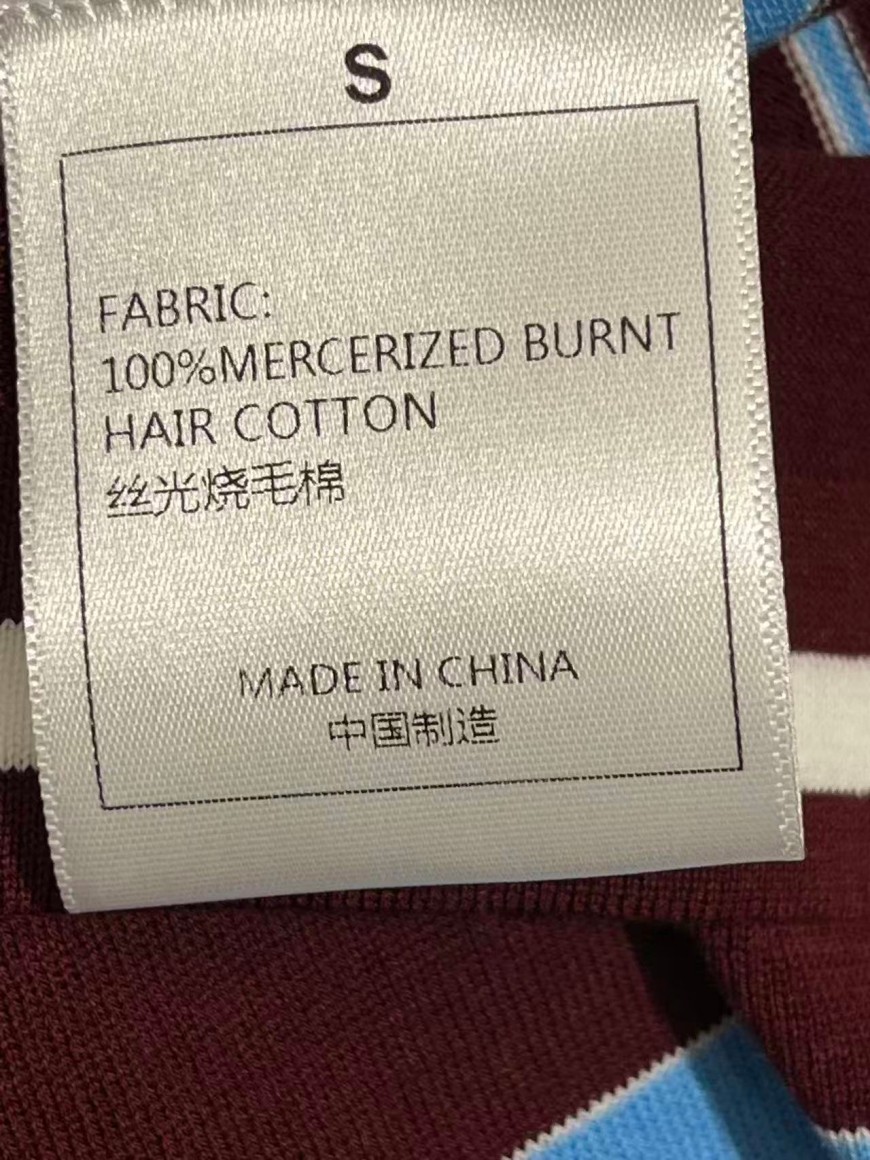 S
FABRIC:
100%MERCERIZED BURNT
HAIR COTTON
丝光烧毛棉
MADE IN CHINA
中国制造